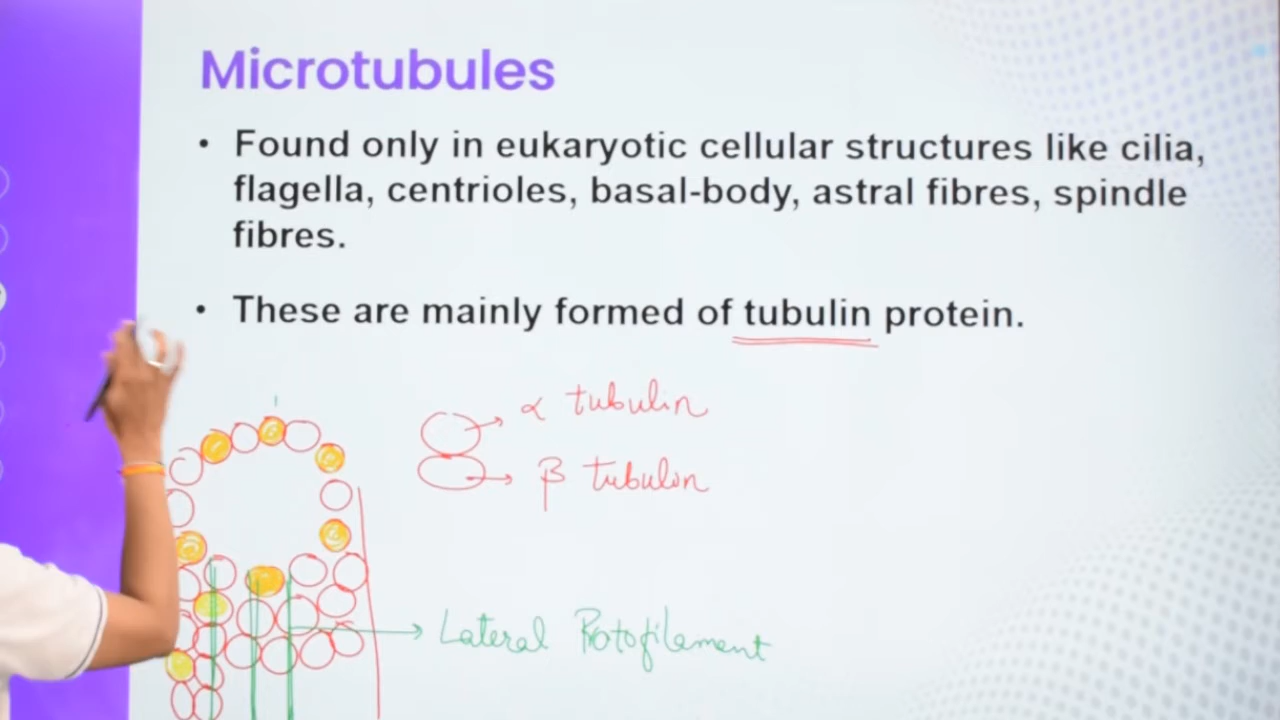 Microtubules
• Found only in eukaryotic cellular structures like cilia,
flagella, centrioles, basal-body, astral fibres, spindle
fibres.
• These are mainly formed of tubulin protein.
α tubulin
β tubulin
Lateral Protofilament